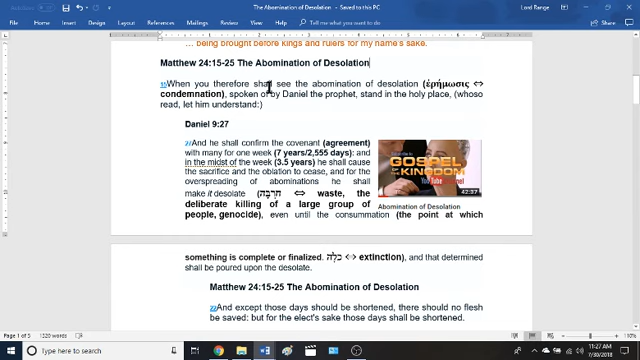 The Abomination of Desolation - Saved to this PC
Lord Range
File Home Insert Draw Design Layout References Mailings Review View Help Tell me what you want to do
... being brought before kings and rulers for my name's sake.
Matthew 24:15-25 The Abomination of Desolation
15When you therefore shall see the abomination of desolation (ἐρήμωσις ⇔
condemnation), spoken of by Daniel the prophet, stand in the holy place, (whoso
read, let him understand:)
Daniel 9:27
27And he shall confirm the covenant (agreement)
with many for one week (7 years/2,555 days): and
in the midst of the week (3.5 years) he shall cause
the sacrifice and the oblation to cease, and for the
overspreading of abominations he shall
make it desolate חׇרְבָּה ⇔ waste, the
deliberate killing of a large group of
people, genocide), even until the consummation (the point at which
GOSPEL
KINGDOM
YouTube Channel
42:37
Abomination of Desolation
something is complete or finalized. כָּלָה ⇔ extinction), and that determined
shall be poured upon the desolate.
Matthew 24:15-25 The Abomination of Desolation
22And except those days should be shortened, there should no flesh
be saved: but for the elect's sake those days shall be shortened.
Page 1 of 5 1320 words
110%
Type here to search
11:27 AM
7/30/2018